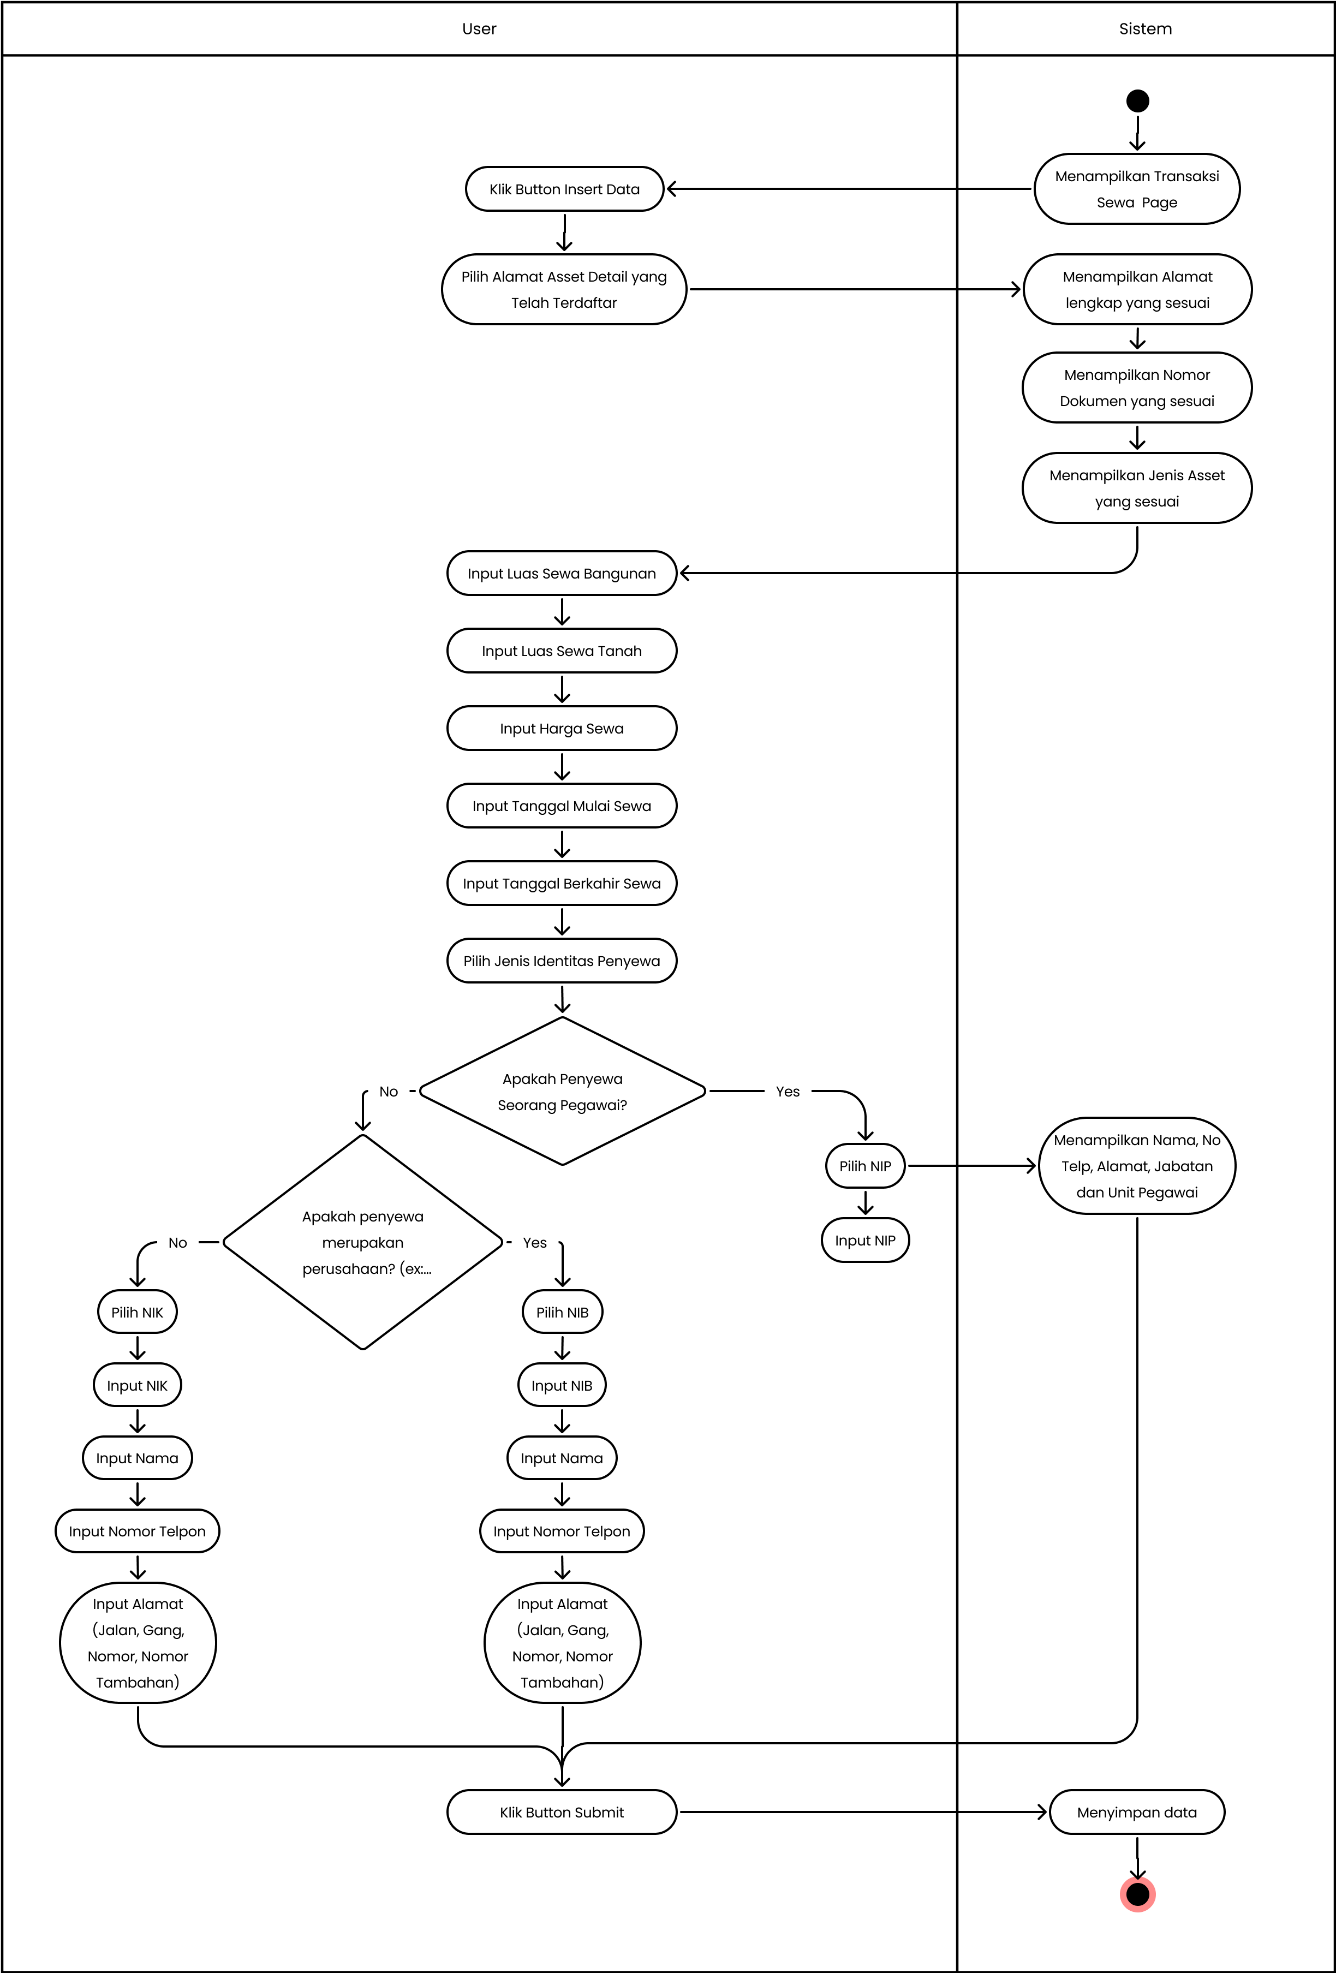 User
Sistem
Menampilkan Transaksi
Sewa Page
Klik Button Insert Data
Pilih Alamat Asset Detail yang
Telah Terdaftar
Menampilkan Alamat
lengkap yang sesuai
Menampilkan Nomor
Dokumen yang sesuai
Menampilkan Jenis Asset
yang sesuai
Input Luas Sewa Bangunan
Input Luas Sewa Tanah
Input Harga Sewa
Input Tanggal Mulai Sewa
Input Tanggal Berkahir Sewa
Pilih Jenis Identitas Penyewa
Apakah Penyewa
Seorang Pegawai?
No
Yes
Pilih NIP
Input NIP
Menampilkan Nama, No
Telp, Alamat, Jabatan
dan Unit Pegawai
Apakah penyewa
merupakan
perusahaan? (ex:...
No
Yes
Pilih NIK
Input NIK
Input Nama
Input Nomor Telpon
Input Alamat
(Jalan, Gang,
Nomor, Nomor
Tambahan)
Pilih NIB
Input NIB
Input Nama
Input Nomor Telpon
Input Alamat
(Jalan, Gang,
Nomor, Nomor
Tambahan)
Klik Button Submit
Menyimpan data